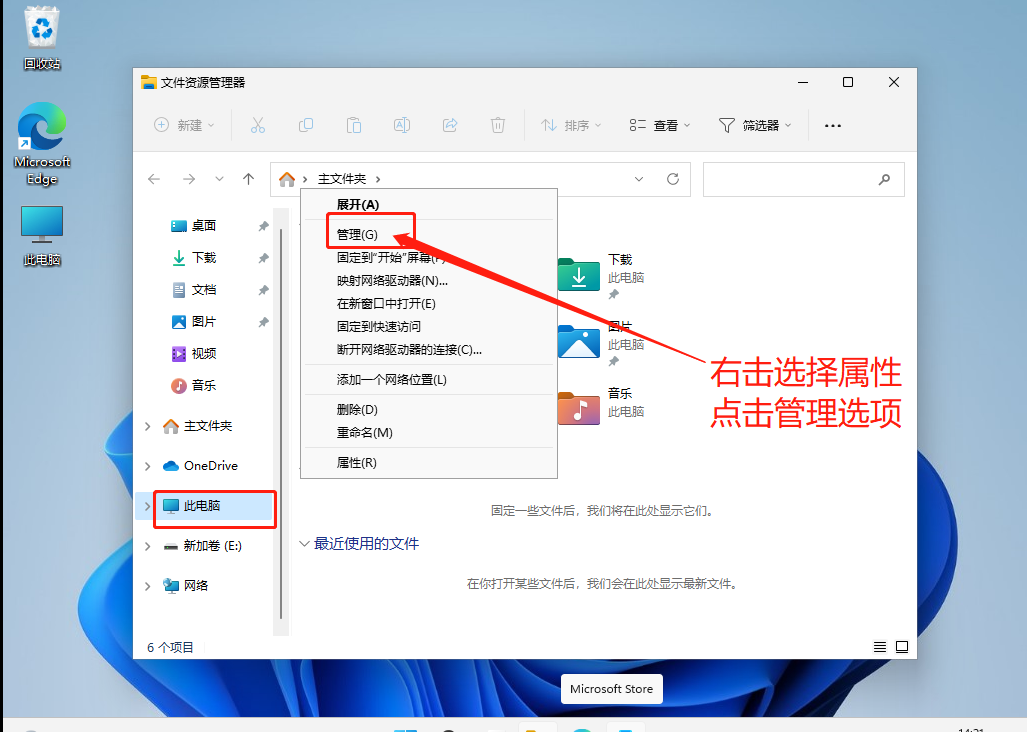 回收站
Microsoft
Edge
此电脑
文件资源管理器
新建
排序
查看
筛选器
主文件夹
展开(A)
管理(G)
固定到"开始"屏幕(P)
映射网络驱动器(N)...
在新窗口中打开(E)
固定到快速访问
断开网络驱动器的连接(C)...
添加一个网络位置(L)
删除(D)
重命名(M)
属性(R)
桌面
下载
文档
图片
视频
音乐
主文件夹
OneDrive
此电脑
新加卷 (E:)
网络
下载
此电脑
图片
此电脑
音乐
此电脑
右击选择属性
点击管理选项
固定一些文件后，我们将在此处显示它们。
最近使用的文件
在你打开某些文件后，我们会在此处显示最新文件。
6 个项目
Microsoft Store